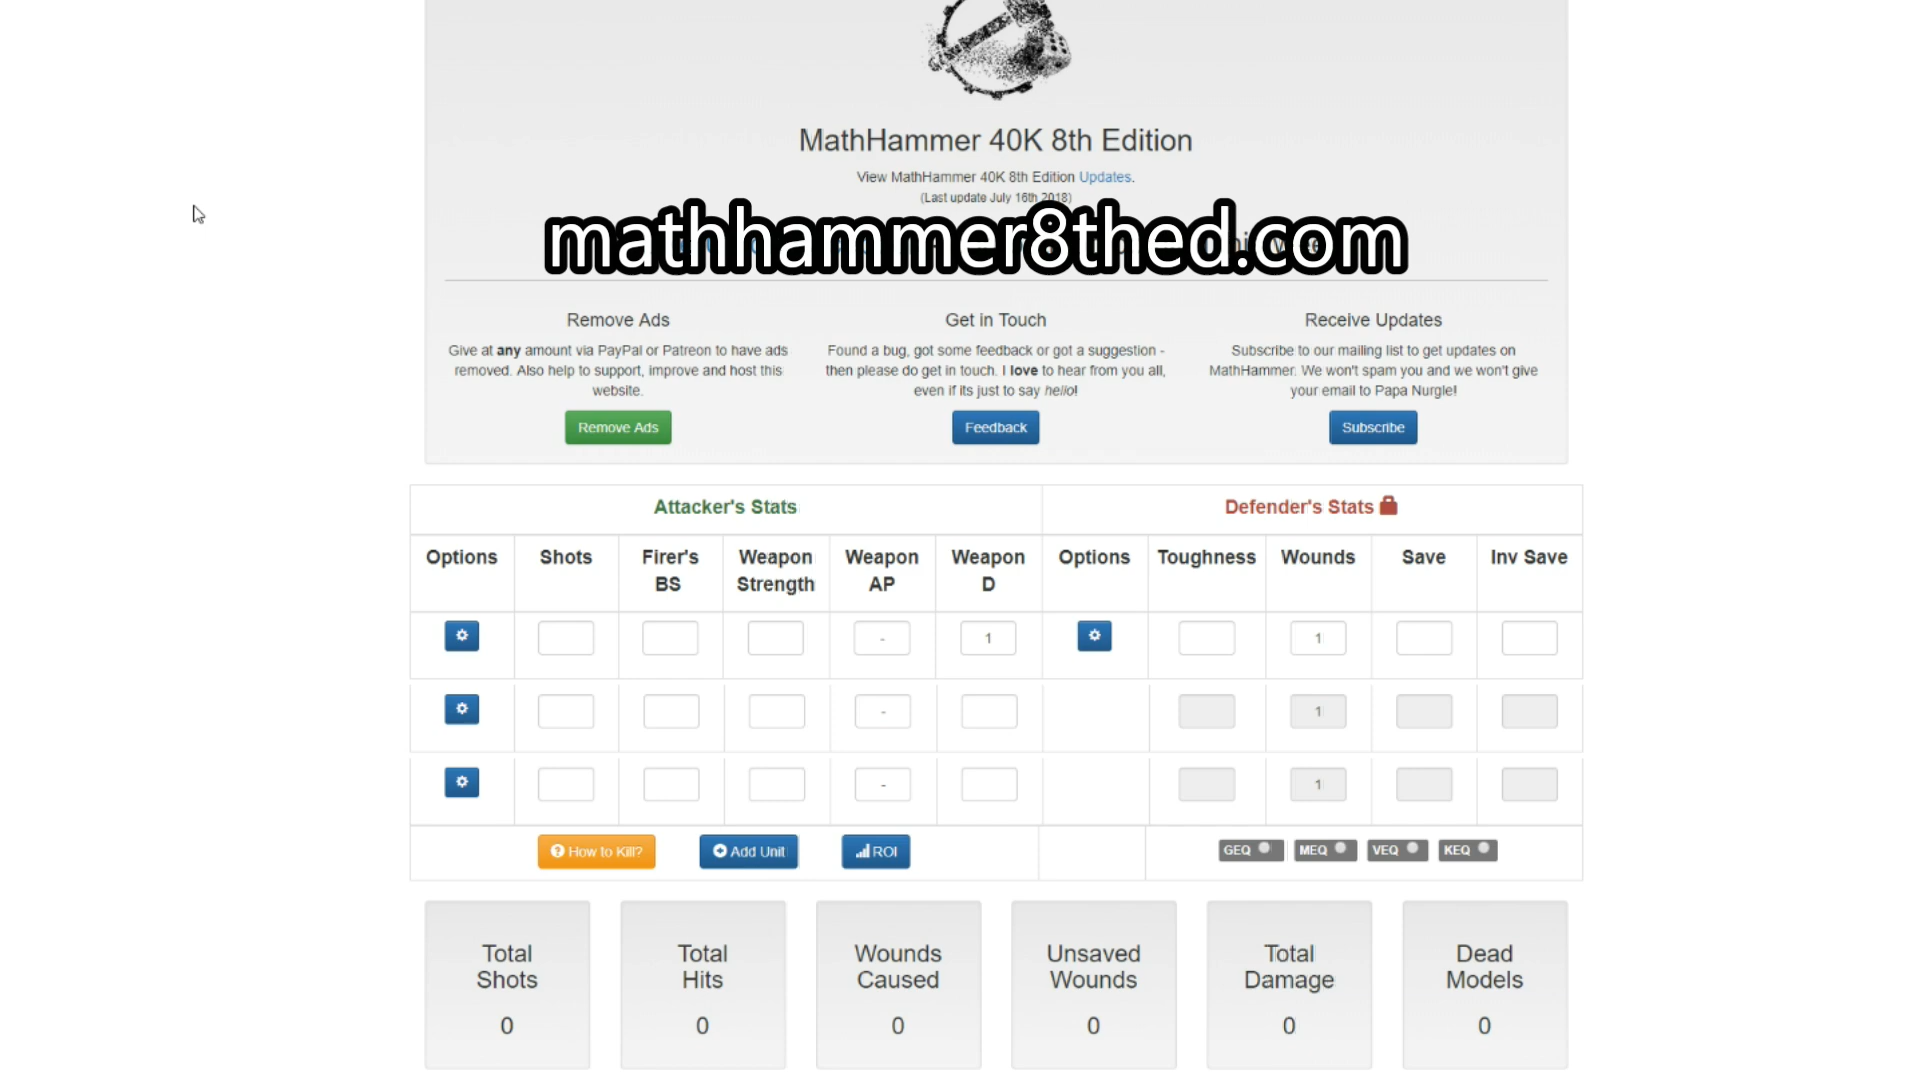 MathHammer 40K 8th Edition
View MathHammer 40K 8th Edition Updates.
(Last update July 16th 2018)
mathhammer8thed.com
Remove Ads
Get in Touch
Receive Updates
Give at any amount via PayPal or Patreon to have ads
removed. Also help to support, improve and host this
website.
Found a bug, got some feedback or got a suggestion -
then please do get in touch. I love to hear from you all,
even if its just to say hello!
Subscribe to our mailing list to get updates on
MathHammer. We won't spam you and we won't give
your email to Papa Nurgle!
Remove Ads
Feedback
Subscribe
Attacker's Stats
Defender's Stats
Options
Shots
Firer's
BS
Weapon
Strength
Weapon
AP
Weapon
D
Options
Toughness
Wounds
Save
Inv Save
- 1 1
- 1
- 1
How to Kill?
Add Unit
ROI
GEQ
MEQ
VEQ
KEQ
Total
Shots
0
Total
Hits
0
Wounds
Caused
0
Unsaved
Wounds
0
Total
Damage
0
Dead
Models
0